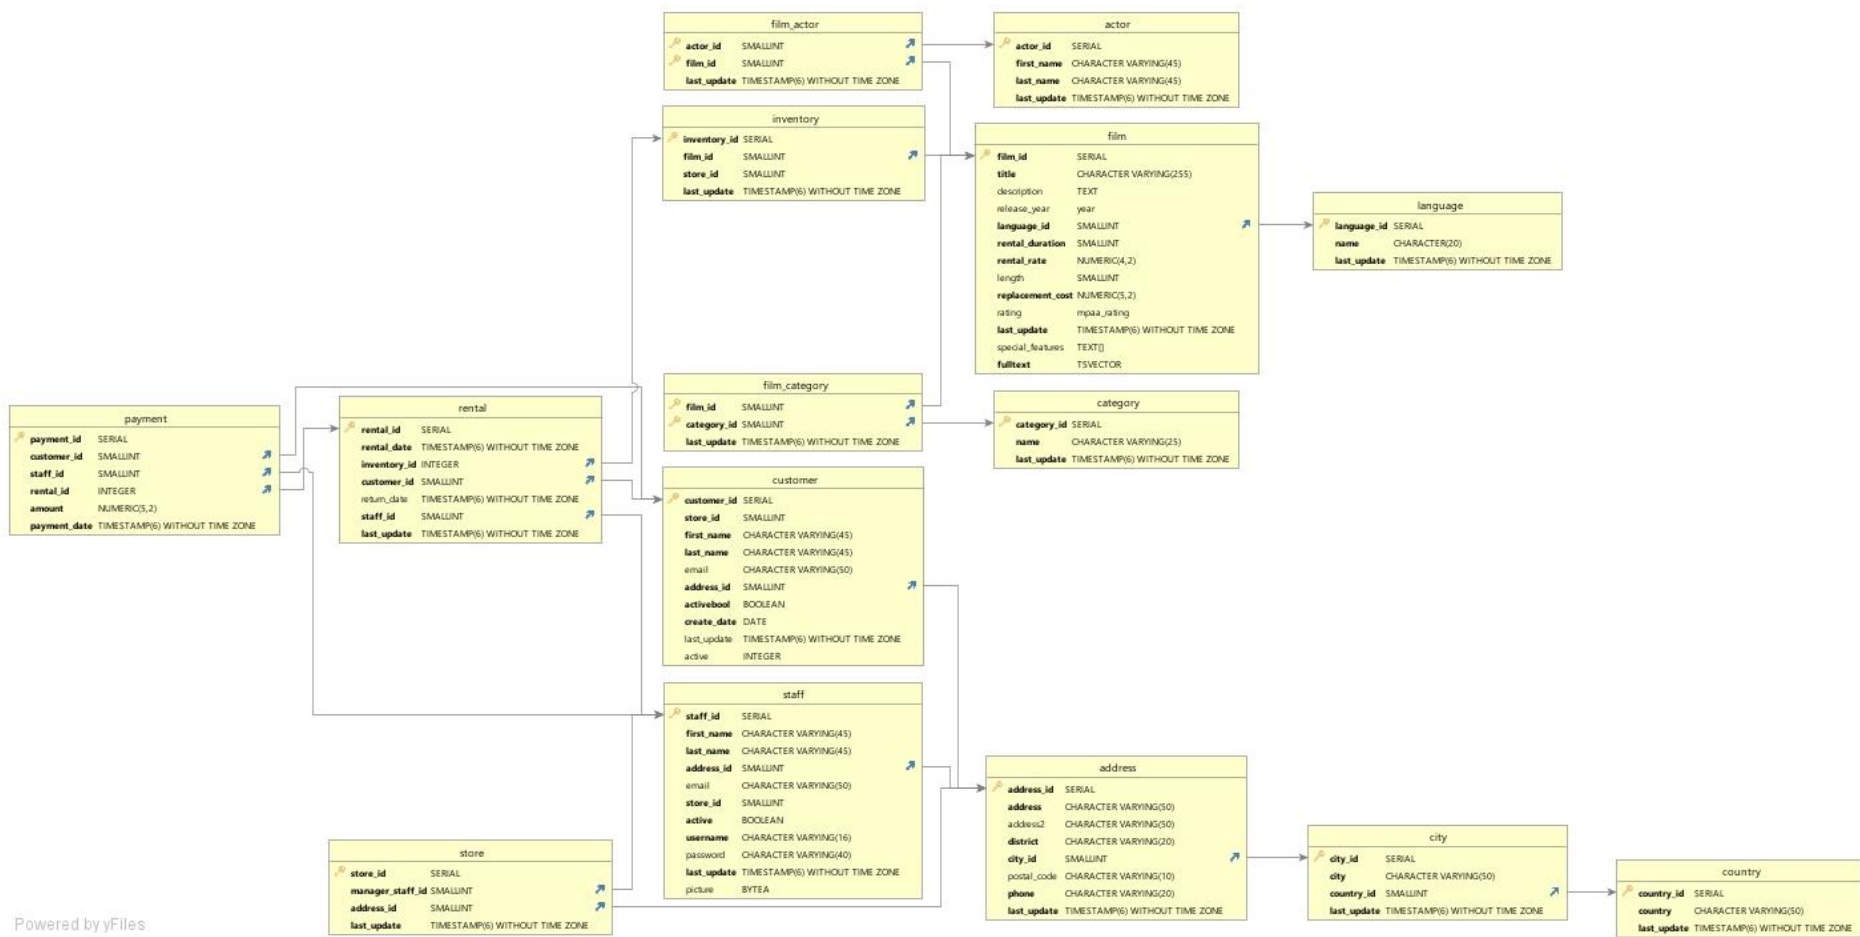 film_actor
actor_id SMALLINT
film_id SMALLINT
last_update TIMESTAMP(6) WITHOUT TIME ZONE
actor
actor_id SERIAL
first_name CHARACTER VARYING(45)
last_name CHARACTER VARYING(45)
last_update TIMESTAMP(6) WITHOUT TIME ZONE
inventory
inventory_id SERIAL
film_id SMALLINT
store_id SMALLINT
last_update TIMESTAMP(6) WITHOUT TIME ZONE
film
film_id SERIAL
title CHARACTER VARYING(255)
description TEXT
release_year year
language_id SMALLINT
rental_duration SMALLINT
rental_rate NUMERIC(4,2)
length SMALLINT
replacement_cost NUMERIC(5,2)
rating mpaa_rating
last_update TIMESTAMP(6) WITHOUT TIME ZONE
special_features TEXT[]
fulltext TSVECTOR
language
language_id SERIAL
name CHARACTER(20)
last_update TIMESTAMP(6) WITHOUT TIME ZONE
film_category
film_id SMALLINT
category_id SMALLINT
last_update TIMESTAMP(6) WITHOUT TIME ZONE
category
category_id SERIAL
name CHARACTER VARYING(25)
last_update TIMESTAMP(6) WITHOUT TIME ZONE
payment
payment_id SERIAL
customer_id SMALLINT
staff_id SMALLINT
rental_id INTEGER
amount NUMERIC(5,2)
payment_date TIMESTAMP(6) WITHOUT TIME ZONE
rental
rental_id SERIAL
rental_date TIMESTAMP(6) WITHOUT TIME ZONE
inventory_id INTEGER
customer_id SMALLINT
return_date TIMESTAMP(6) WITHOUT TIME ZONE
staff_id SMALLINT
last_update TIMESTAMP(6) WITHOUT TIME ZONE
customer
customer_id SERIAL
store_id SMALLINT
first_name CHARACTER VARYING(45)
last_name CHARACTER VARYING(45)
email CHARACTER VARYING(50)
address_id SMALLINT
activebool BOOLEAN
create_date DATE
last_update TIMESTAMP(6) WITHOUT TIME ZONE
active INTEGER
staff
staff_id SERIAL
first_name CHARACTER VARYING(45)
last_name CHARACTER VARYING(45)
address_id SMALLINT
email CHARACTER VARYING(50)
store_id SMALLINT
active BOOLEAN
username CHARACTER VARYING(16)
password CHARACTER VARYING(40)
last_update TIMESTAMP(6) WITHOUT TIME ZONE
picture BYTEA
store
store_id SERIAL
manager_staff_id SMALLINT
address_id SMALLINT
last_update TIMESTAMP(6) WITHOUT TIME ZONE
address
address_id SERIAL
address CHARACTER VARYING(50)
address2 CHARACTER VARYING(50)
district CHARACTER VARYING(20)
city_id SMALLINT
postal_code CHARACTER VARYING(10)
phone CHARACTER VARYING(20)
last_update TIMESTAMP(6) WITHOUT TIME ZONE
city
city_id SERIAL
city CHARACTER VARYING(50)
country_id SMALLINT
last_update TIMESTAMP(6) WITHOUT TIME ZONE
country
country_id SERIAL
country CHARACTER VARYING(50)
last_update TIMESTAMP(6) WITHOUT TIME ZONE
Powered by yFiles